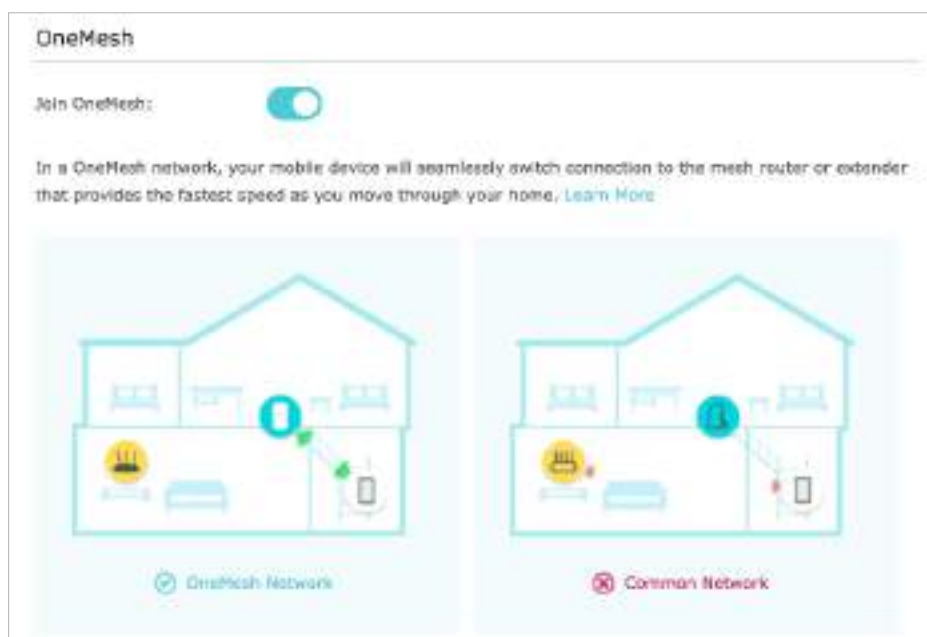 OneMesh
Join OneMesh:
In a OneMesh network, your mobile device will seamlessly switch connection to the mesh router or extender
that provides the fastest speed as you move through your home. Learn More
OneMesh Network
Common Network